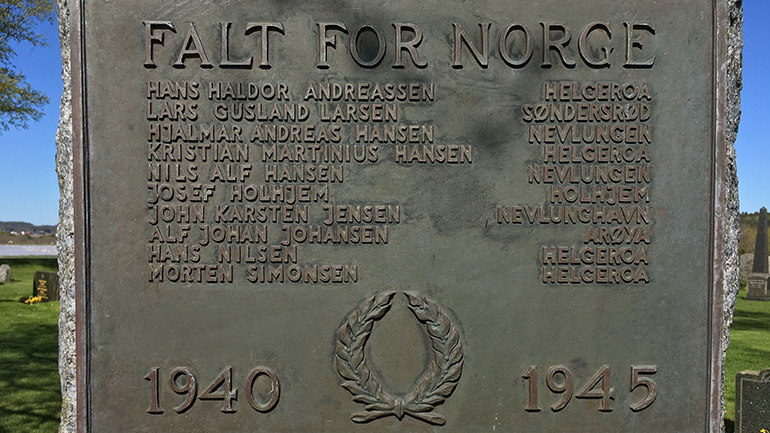 FALT FOR NORGE
HANS HALDOR ANDREASSEN HELGEROA
LARS GUSLAND LARSEN SØNDERSRØD
HJALMAR ANDREAS HANSEN NEVLUNGEN
KRISTIAN MARTINIUS HANSEN HELGEROA
NILS ALF HANSEN NEVLUNGEN
JOSEF HOLHJEM HOLHJEM
JOHN KARSTEN JENSEN NEVLUNGHAVN
ALF JOHAN JOHANSEN ARØYA
HANS NILSEN HELGEROA
MORTEN SIMONSEN HELGEROA
1940 1945